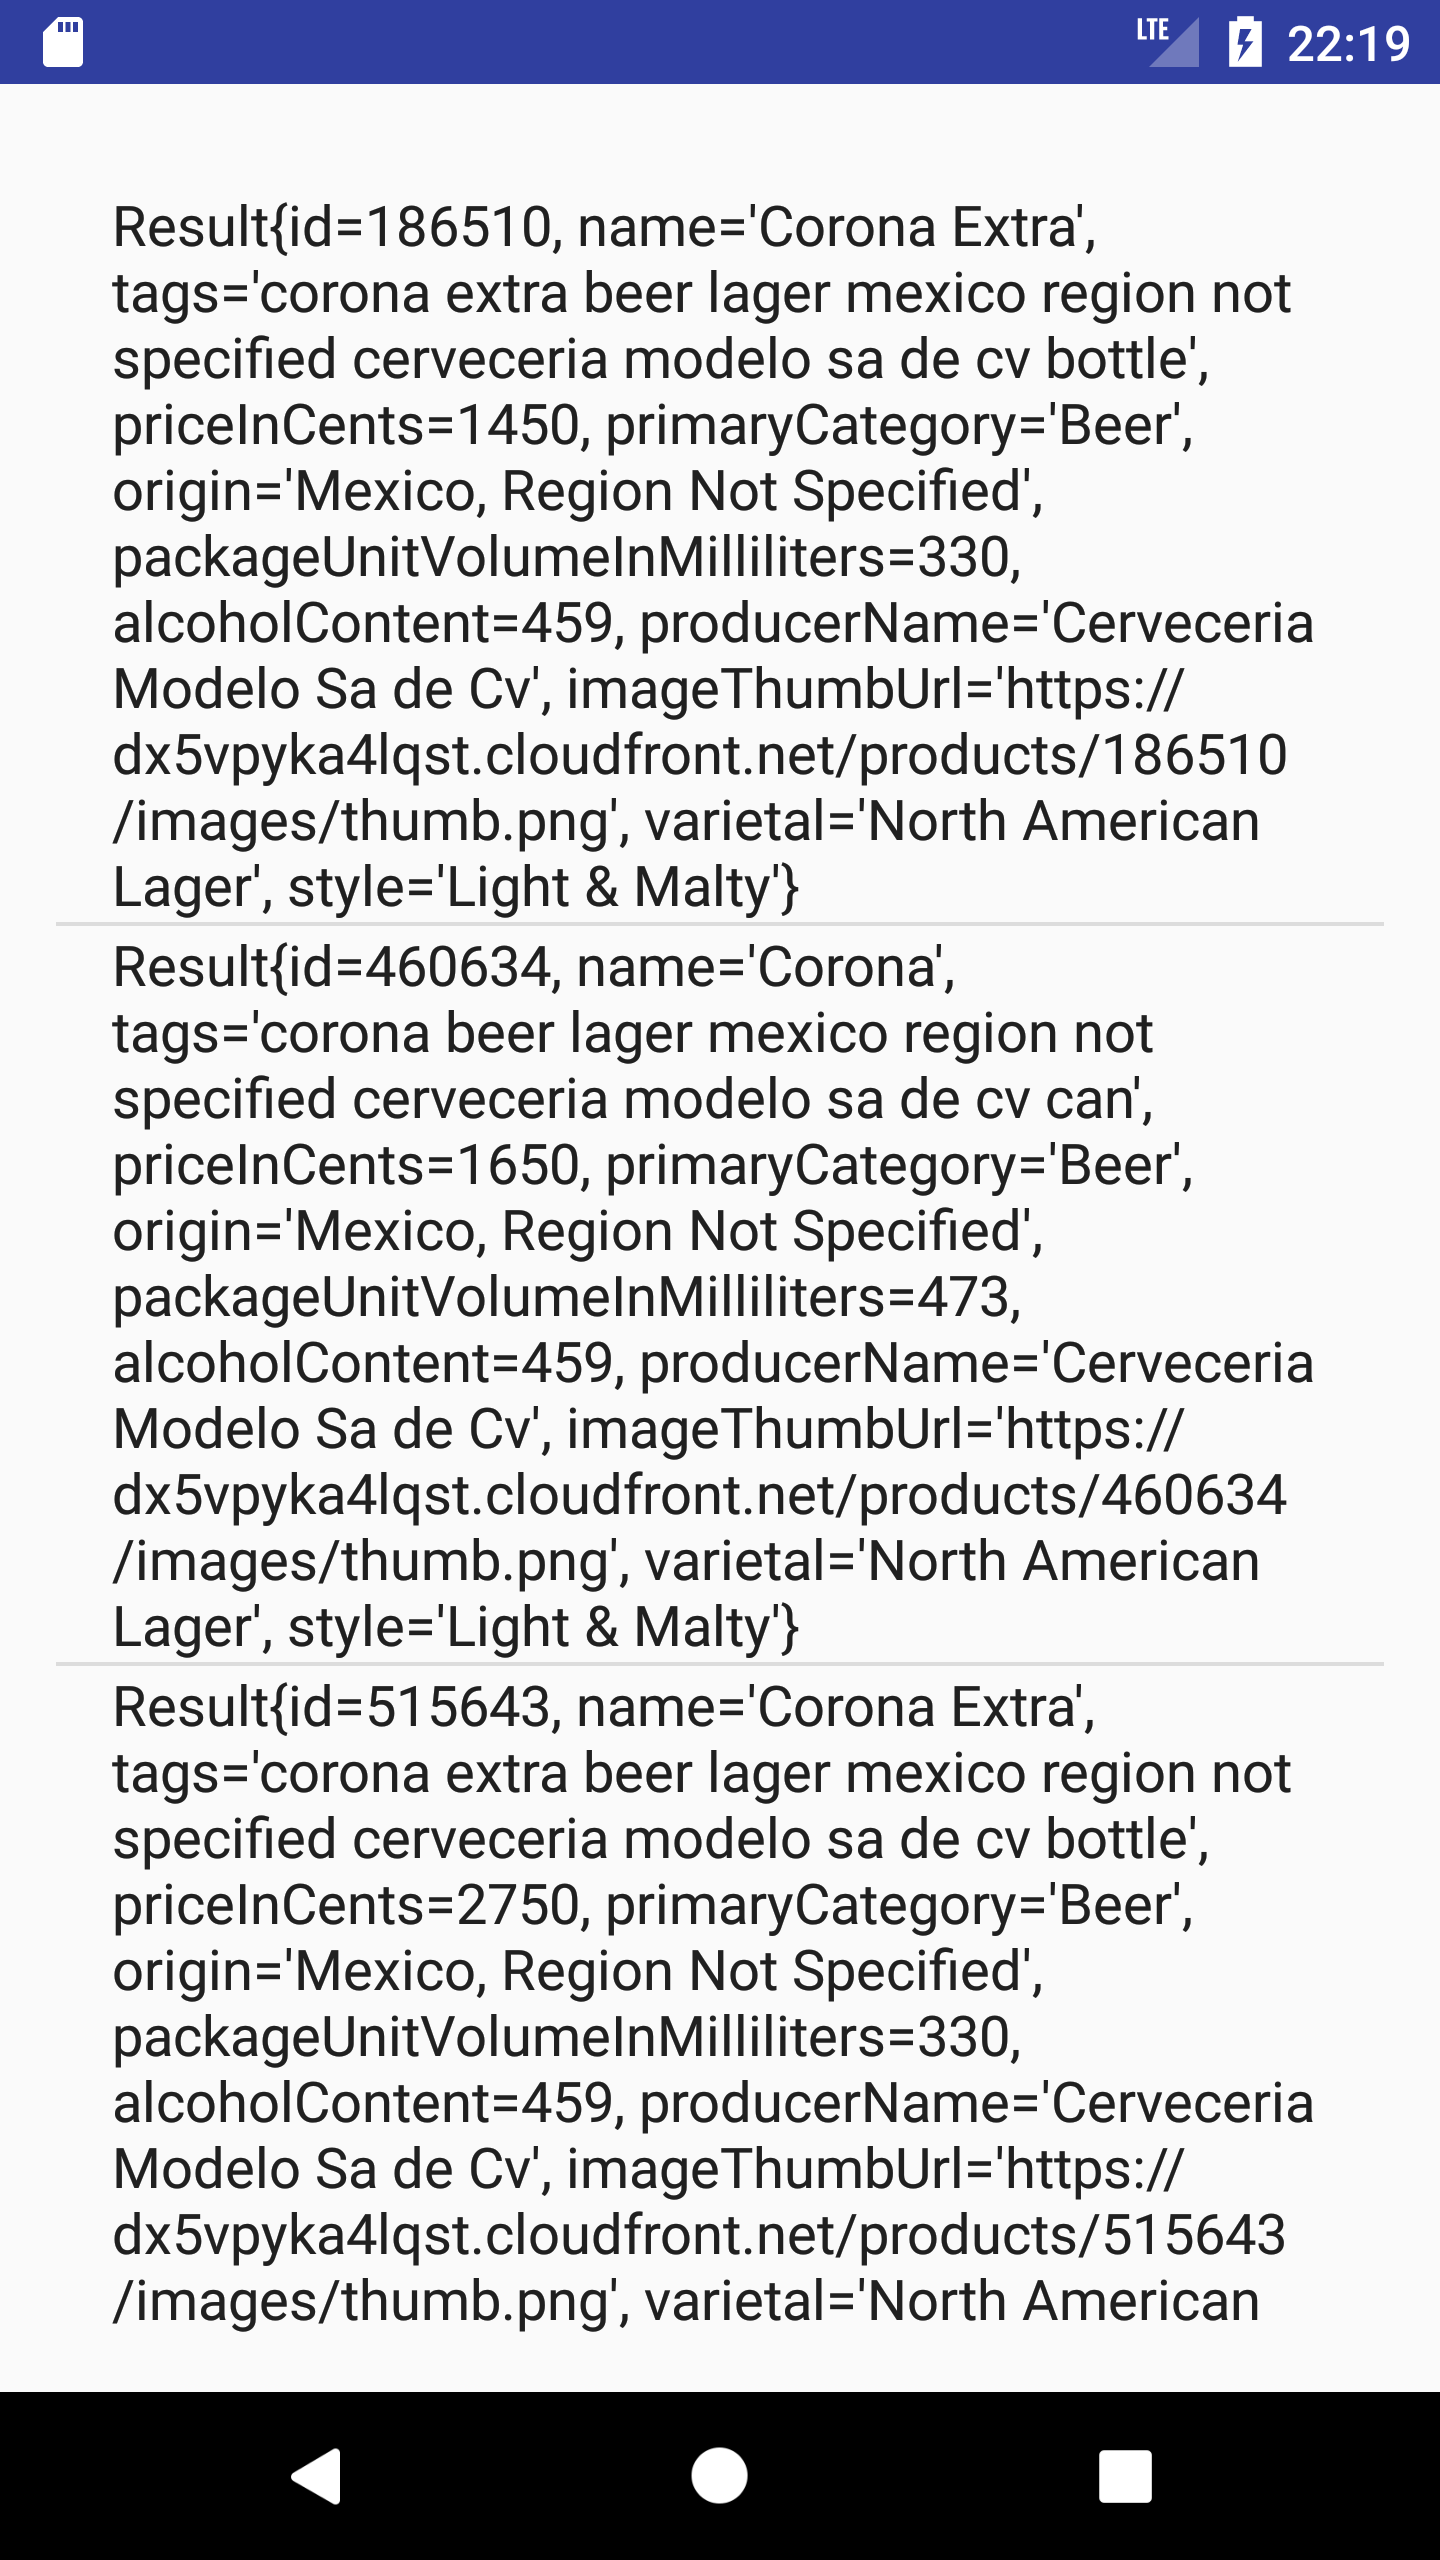 LTE 22:19
Result{id=186510, name='Corona Extra',
tags='corona extra beer lager mexico region not
specified cerveceria modelo sa de cv bottle',
priceInCents=1450, primaryCategory='Beer',
origin='Mexico, Region Not Specified',
packageUnitVolumeInMilliliters=330,
alcoholContent=459, producerName='Cerveceria
Modelo Sa de Cv', imageThumbUrl='https://
dx5vpyka4lqst.cloudfront.net/products/186510
/images/thumb.png', varietal='North American
Lager', style='Light & Malty'}
Result{id=460634, name='Corona',
tags='corona beer lager mexico region not
specified cerveceria modelo sa de cv can',
priceInCents=1650, primaryCategory='Beer',
origin='Mexico, Region Not Specified',
packageUnitVolumeInMilliliters=473,
alcoholContent=459, producerName='Cerveceria
Modelo Sa de Cv', imageThumbUrl='https://
dx5vpyka4lqst.cloudfront.net/products/460634
/images/thumb.png', varietal='North American
Lager', style='Light & Malty'}
Result{id=515643, name='Corona Extra',
tags='corona extra beer lager mexico region not
specified cerveceria modelo sa de cv bottle',
priceInCents=2750, primaryCategory='Beer',
origin='Mexico, Region Not Specified',
packageUnitVolumeInMilliliters=330,
alcoholContent=459, producerName='Cerveceria
Modelo Sa de Cv', imageThumbUrl='https://
dx5vpyka4lqst.cloudfront.net/products/515643
/images/thumb.png', varietal='North American